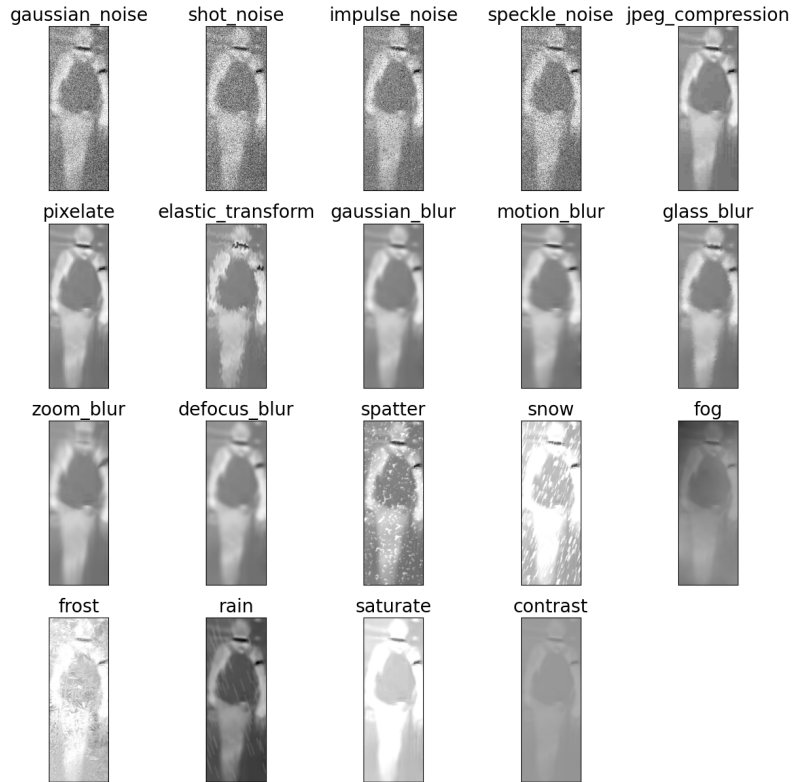 gaussian_noise shot_noise impulse_noise speckle_noise jpeg_compression
pixelate elastic_transform gaussian_blur motion_blur glass_blur
zoom_blur defocus_blur spatter snow fog
frost rain saturate contrast